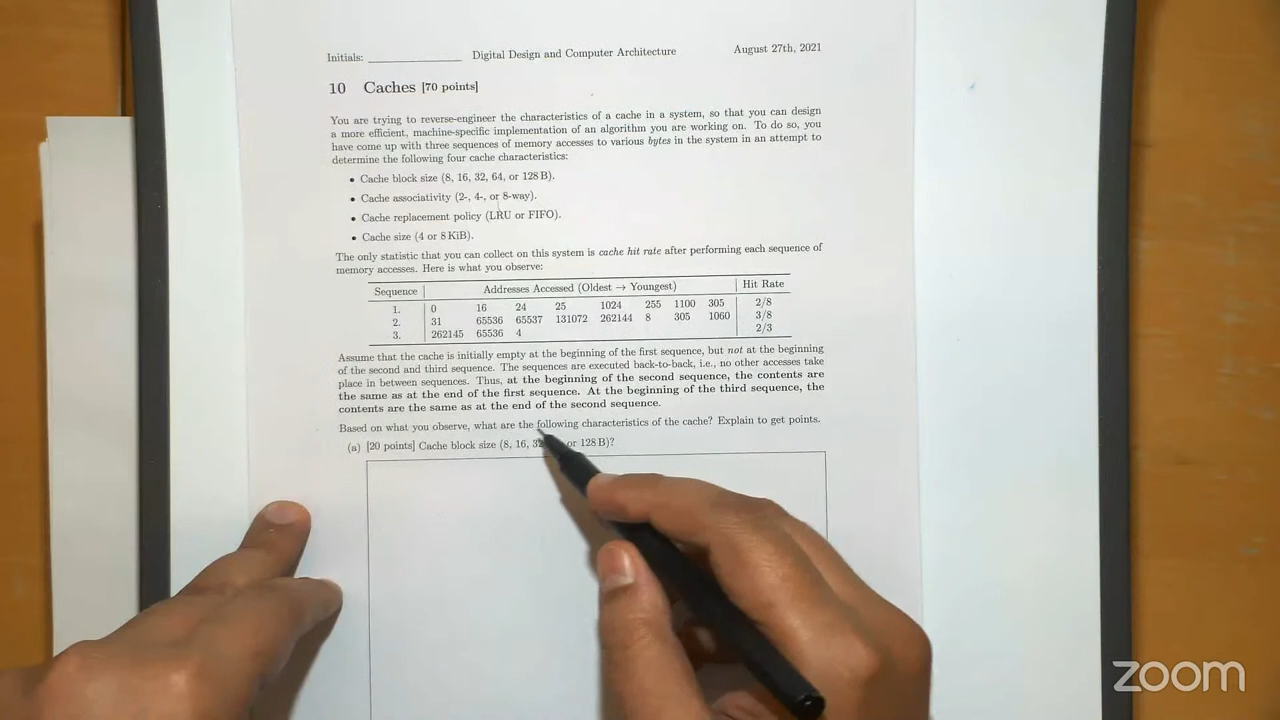 Initials: Digital Design and Computer Architecture August 27th, 2021
10 Caches [70 points]
You are trying to reverse-engineer the characteristics of a cache in a system, so that you can design
a more efficient, machine-specific implementation of an algorithm you are working on. To do so, you
have come up with three sequences of memory accesses to various bytes in the system in an attempt to
determine the following four cache characteristics:
• Cache block size (8, 16, 32, 64, or 128 B).
• Cache associativity (2-, 4-, or 8-way).
• Cache replacement policy (LRU or FIFO).
• Cache size (4 or 8 KiB).
The only statistic that you can collect on this system is cache hit rate after performing each sequence of
memory accesses. Here is what you observe:
Sequence Addresses Accessed (Oldest → Youngest) Hit Rate
1. 0 16 24 25 1024 255 1100 305 2/8
2. 31 65536 65537 131072 262144 8 305 1060 3/8
3. 262145 65536 4 2/3
Assume that the cache is initially empty at the beginning of the first sequence, but not at the beginning
of the second and third sequence. The sequences are executed back-to-back, i.e., no other accesses take
place in between sequences. Thus, at the beginning of the second sequence, the contents are
the same as at the end of the first sequence. At the beginning of the third sequence, the
contents are the same as at the end of the second sequence.
Based on what you observe, what are the following characteristics of the cache? Explain to get points.
(a) [20 points] Cache block size (8, 16, or 128 B)?
zoom